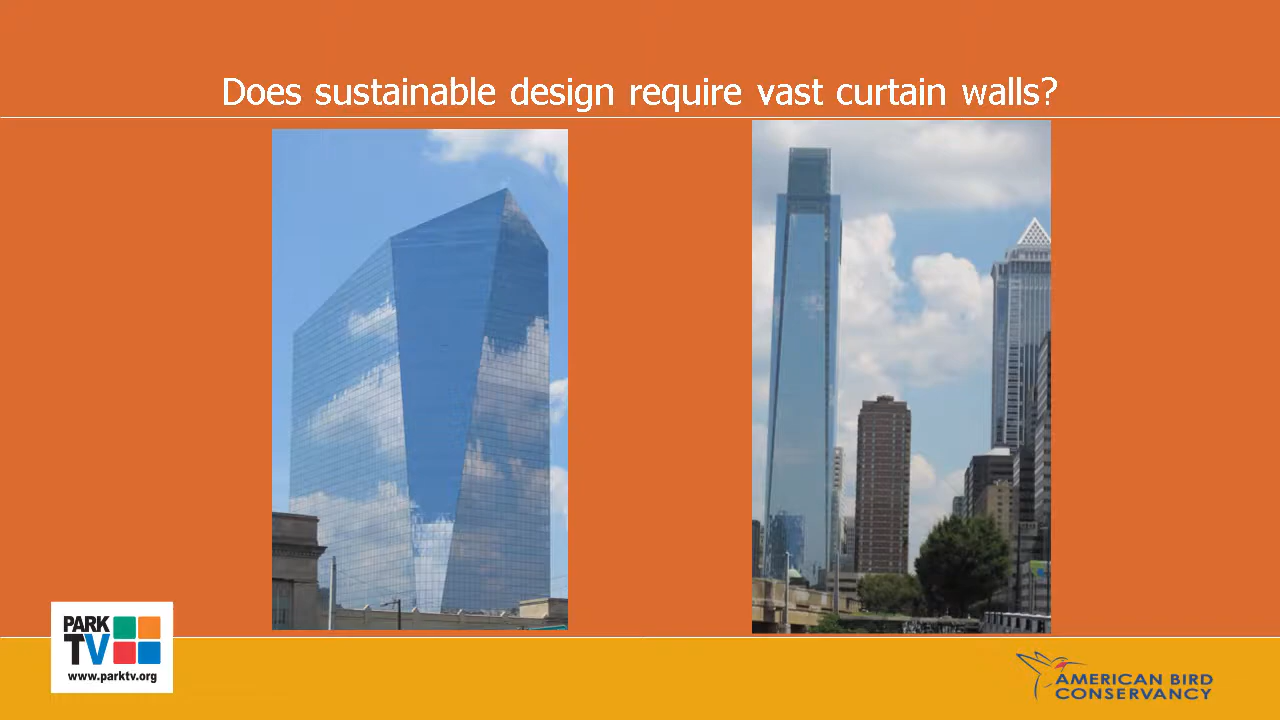 Does sustainable design require vast curtain walls?
PARK
TV
www.parktv.org
AMERICAN BIRD
CONSERVANCY